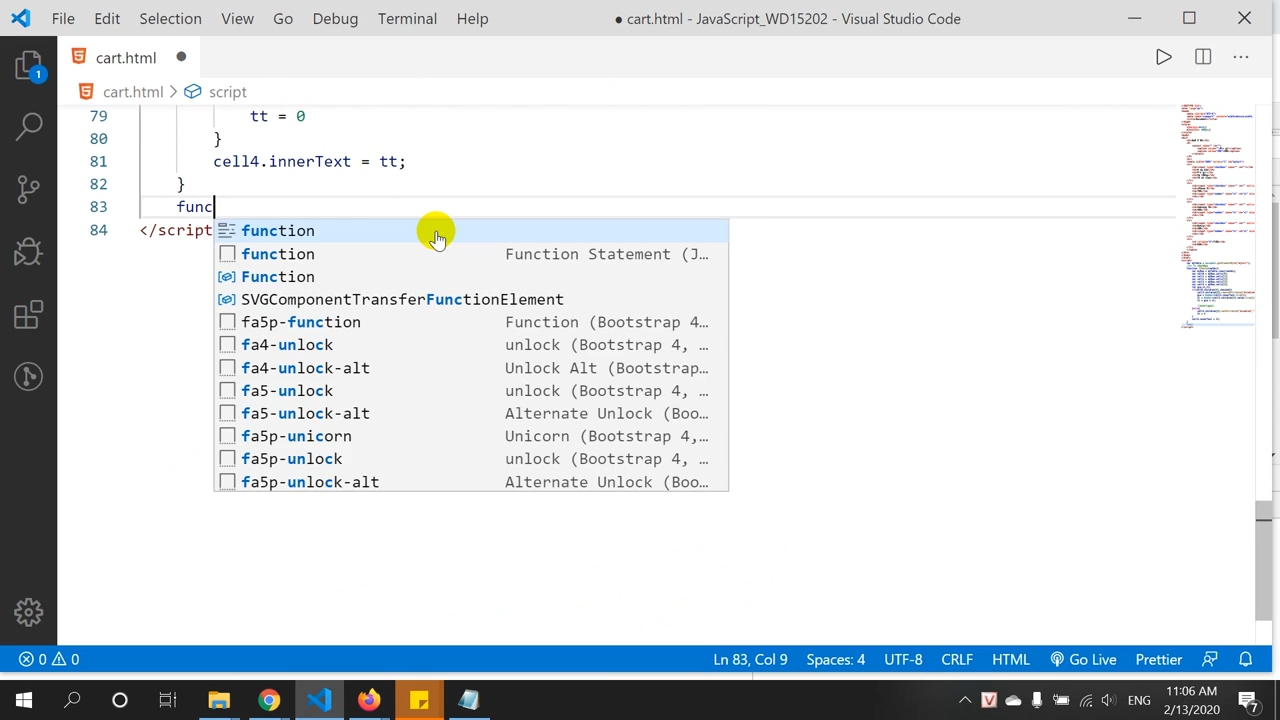 File Edit Selection View Go Debug Terminal Help ● cart.html - JavaScript_WD15202 - Visual Studio Code
1
cart.html
cart.html > script
79 tt = 0
80 }
81 cell4.innerText = tt;
82 }
83 func
84 </script
function
function Function Statement (J…
Function
SVGComponentTransferFunctionElement
fa5p-function Function (Bootstrap 4…
fa4-unlock unlock (Bootstrap 4, …
fa4-unlock-alt Unlock Alt (Bootstrap…
fa5-unlock unlock (Bootstrap 4, …
fa5-unlock-alt Alternate Unlock (Boo…
fa5p-unicorn Unicorn (Bootstrap 4,…
fa5p-unlock unlock (Bootstrap 4, …
fa5p-unlock-alt Alternate Unlock (Boo…
0 0 Ln 83, Col 9 Spaces: 4 UTF-8 CRLF HTML Go Live Prettier
ENG 11:06 AM
2/13/2020 7